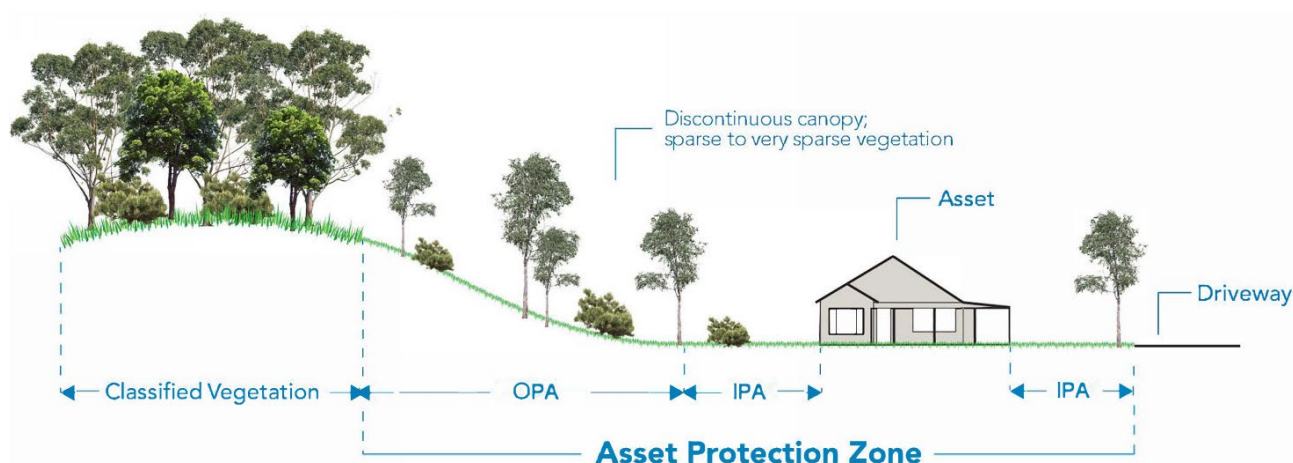 Discontinuous canopy;
sparse to very sparse vegetation
Asset
Driveway
Classified Vegetation
OPA
IPA
IPA
Asset Protection Zone